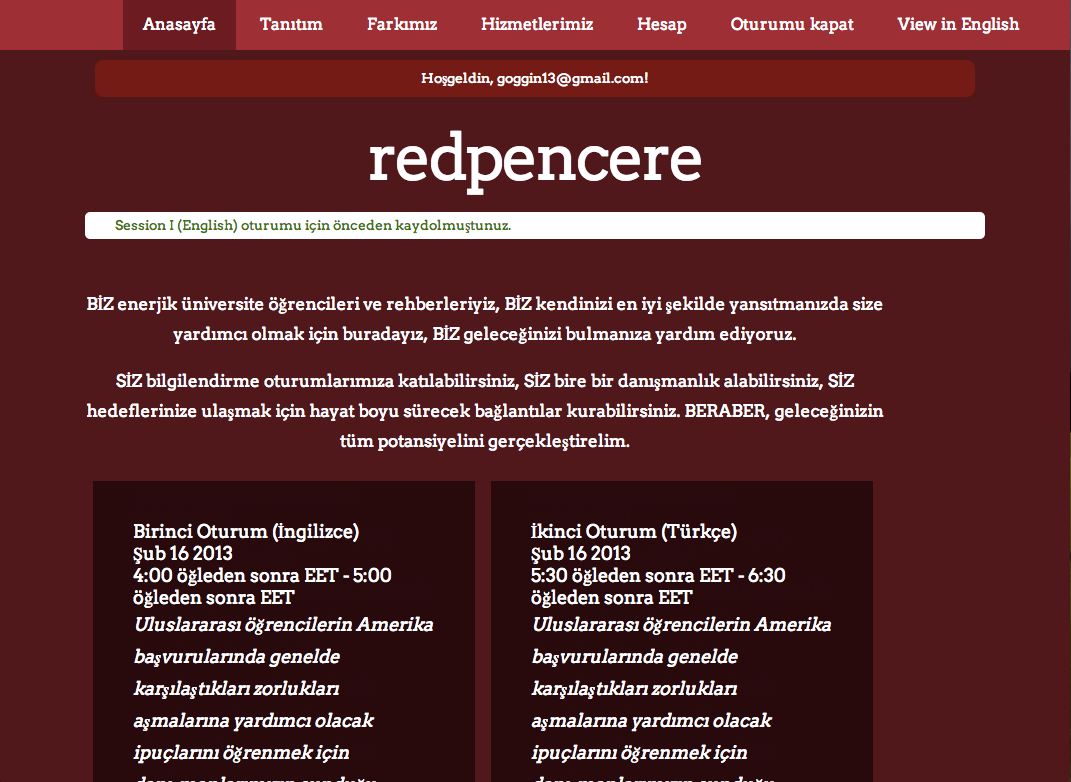 Anasayfa Tanıtım Farkımız Hizmetlerimiz Hesap Oturumu kapat View in English
Hoşgeldin, goggin13@gmail.com!
redpencere
Session I (English) oturumu için önceden kaydolmuştunuz.
BİZ enerjik üniversite öğrencileri ve rehberleriyiz, BİZ kendinizi en iyi şekilde yansıtmanızda size
yardımcı olmak için buradayız, BİZ geleceğinizi bulmanıza yardım ediyoruz.
SİZ bilgilendirme oturumlarımıza katılabilirsiniz, SİZ bire bir danışmanlık alabilirsiniz, SİZ
hedeflerinize ulaşmak için hayat boyu sürecek bağlantılar kurabilirsiniz. BERABER, geleceğinizin
tüm potansiyelini gerçekleştirelim.
Birinci Oturum (İngilizce)
Şub 16 2013
4:00 öğleden sonra EET - 5:00
öğleden sonra EET
Uluslararası öğrencilerin Amerika
başvurularında genelde
karşılaştıkları zorlukları
aşmalarına yardımcı olacak
ipuçlarını öğrenmek için
İkinci Oturum (Türkçe)
Şub 16 2013
5:30 öğleden sonra EET - 6:30
öğleden sonra EET
Uluslararası öğrencilerin Amerika
başvurularında genelde
karşılaştıkları zorlukları
aşmalarına yardımcı olacak
ipuçlarını öğrenmek için